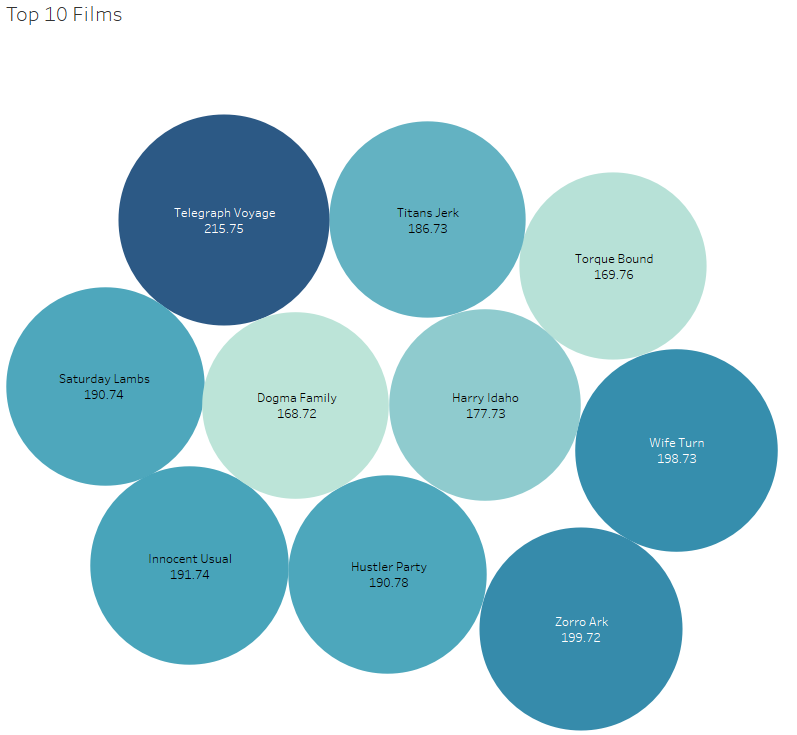 Top 10 Films
Telegraph Voyage
215.75
Titans Jerk
186.73
Torque Bound
169.76
Saturday Lambs
190.74
Dogma Family
168.72
Harry Idaho
177.73
Wife Turn
198.73
Innocent Usual
191.74
Hustler Party
190.78
Zorro Ark
199.72